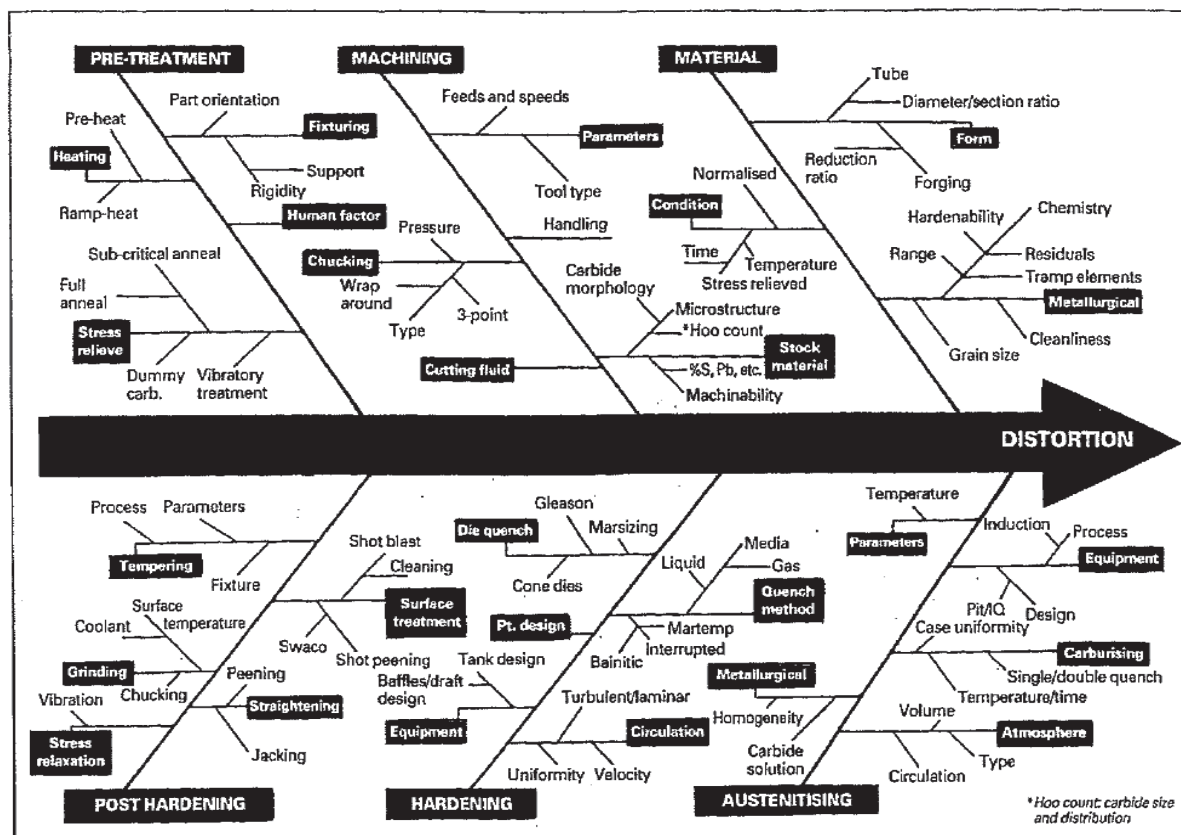 PRE-TREATMENT
Part orientation
Pre-heat
Fixturing
Heating
Support
Rigidity
Ramp-heat
Human factor
Sub-critical anneal
Full
anneal
Stress
relieve
Dummy
carb.
Vibratory
treatment
MACHINING
Feeds and speeds
Parameters
Tool type
Handling
Pressure
Chucking
Wrap
around
3-point
Type
Carbide
morphology
Microstructure
*Hoo count
Stock
material
%S, Pb, etc.
Machinability
Cutting fluid
MATERIAL
Tube
Diameter/section ratio
Form
Reduction
ratio
Forging
Normalised
Condition
Time
Temperature
Stress relieved
Chemistry
Hardenability
Range
Residuals
Tramp elements
Metallurgical
Cleanliness
Grain size
DISTORTION
Process
Parameters
Tempering
Fixture
Shot blast
Cleaning
Surface
treatment
Swaco
Shot peening
Surface
temperature
Coolant
Grinding
Chucking
Peening
Straightening
Jacking
Vibration
Stress
relaxation
POST HARDENING
Gleason
Die quench
Marsizing
Cone dies
Media
Liquid
Gas
Quench
method
Martemp
Interrupted
Bainitic
Pt. design
Tank design
Baffles/draft
design
Equipment
Turbulent/laminar
Circulation
Uniformity
Velocity
HARDENING
Temperature
Parameters
Induction
Process
Equipment
Pit/IQ
Design
Case uniformity
Carburising
Single/double quench
Temperature/time
Metallurgical
Homogeneity
Carbide
solution
Volume
Atmosphere
Type
Circulation
AUSTENITISING
*Hoo count: carbide size
and distribution